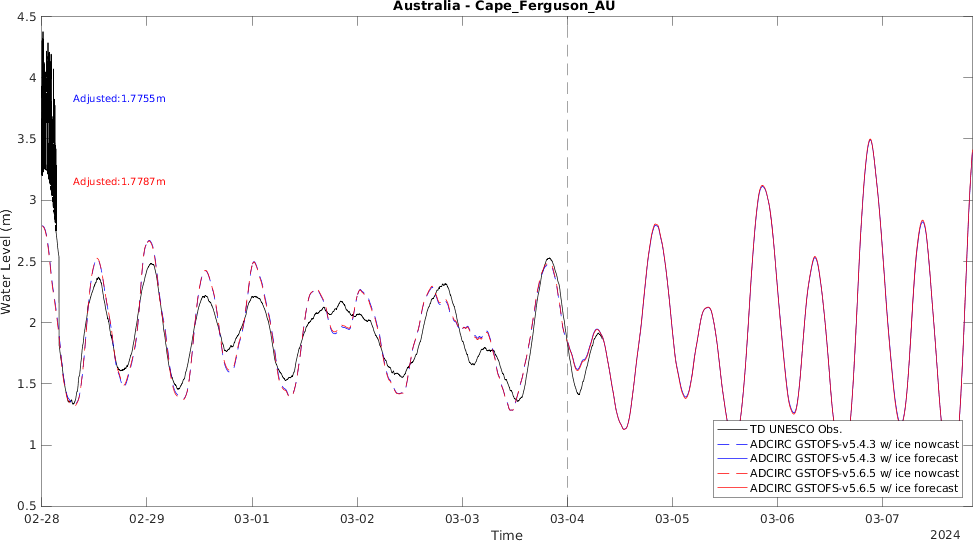 Australia - Cape_Ferguson_AU
4.5
4
3.5
3
2.5
2
1.5
1
0.5
Water Level (m)
Adjusted:1.7755m
Adjusted:1.7787m
TD UNESCO Obs.
ADCIRC GSTOFS-v5.4.3 w/ ice nowcast
ADCIRC GSTOFS-v5.4.3 w/ ice forecast
ADCIRC GSTOFS-v5.6.5 w/ ice nowcast
ADCIRC GSTOFS-v5.6.5 w/ ice forecast
02-28 02-29 03-01 03-02 03-03 03-04 03-05 03-06 03-07
Time
2024